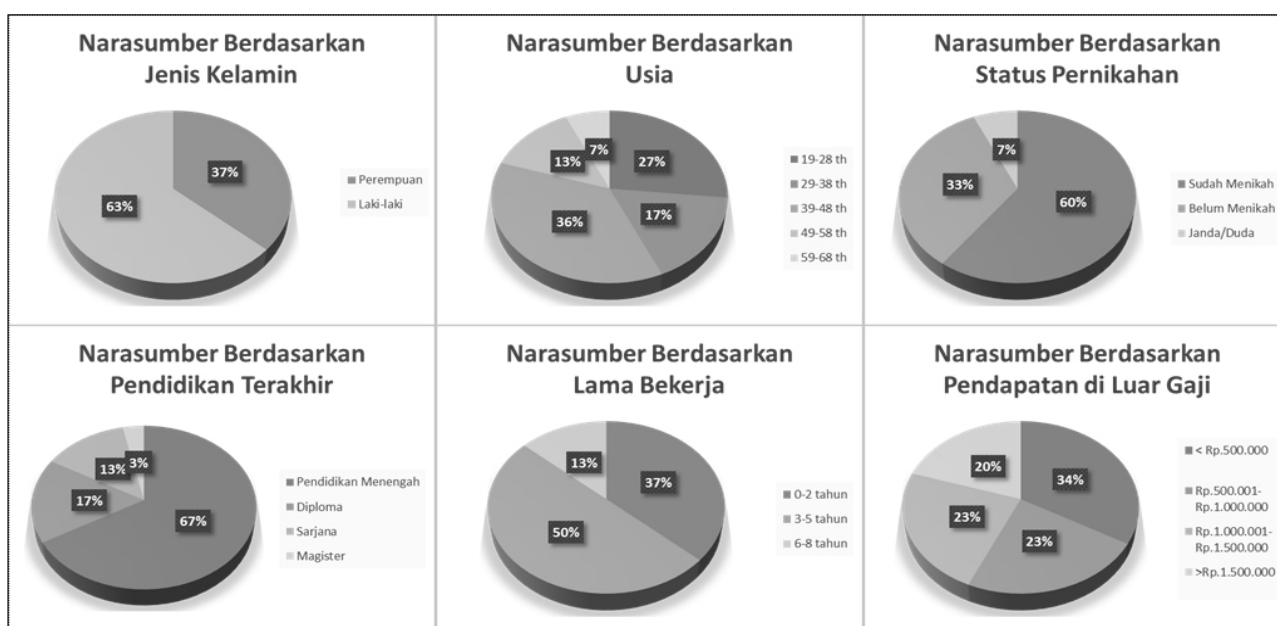 Narasumber Berdasarkan
Jenis Kelamin
37%
63%
Perempuan
Laki-laki
Narasumber Berdasarkan
Usia
7%
27%
13%
17%
36%
19-28 th
29-38 th
39-48 th
49-58 th
59-68 th
Narasumber Berdasarkan
Status Pernikahan
7%
33%
60%
Sudah Menikah
Belum Menikah
Janda/Duda
Narasumber Berdasarkan
Pendidikan Terakhir
13%
3%
17%
67%
Pendidikan Menengah
Diploma
Sarjana
Magister
Narasumber Berdasarkan
Lama Bekerja
13%
37%
50%
0-2 tahun
3-5 tahun
6-8 tahun
Narasumber Berdasarkan
Pendapatan di Luar Gaji
20%
34%
23%
23%
< Rp.500.000
Rp.500.001-
Rp.1.000.000
Rp.1.000.001-
Rp.1.500.000
>Rp.1.500.000